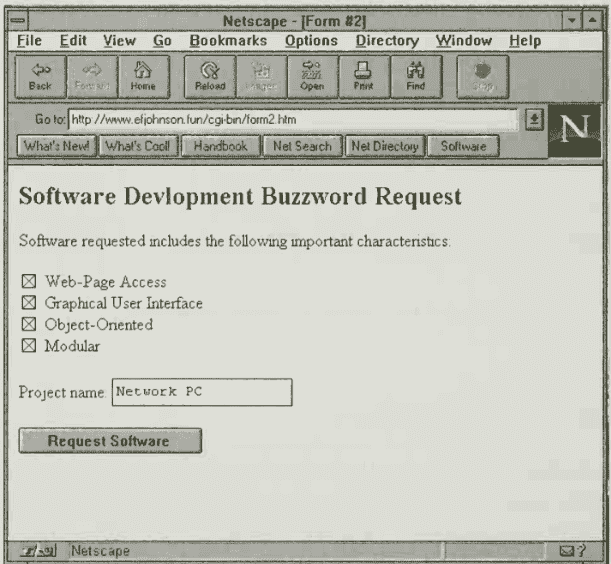 Netscape - [Form #2]
File Edit View Go Bookmarks Options Directory Window Help
Back Forward Home Reload Images Open Print Find Stop
Go to: http://www.efjohnson.fun/cgi-bin/form2.htm
N
What's New! What's Cool! Handbook Net Search Net Directory Software
Software Devlopment Buzzword Request
Software requested includes the following important characteristics:
Web-Page Access
Graphical User Interface
Object-Oriented
Modular
Project name: Network PC
Request Software
Netscape
?